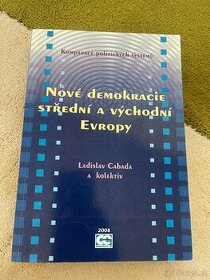 Komparace politických systémů
Nové demokracie
střední a východní
Evropy
Ladislav Cabada
a kolektiv
2008